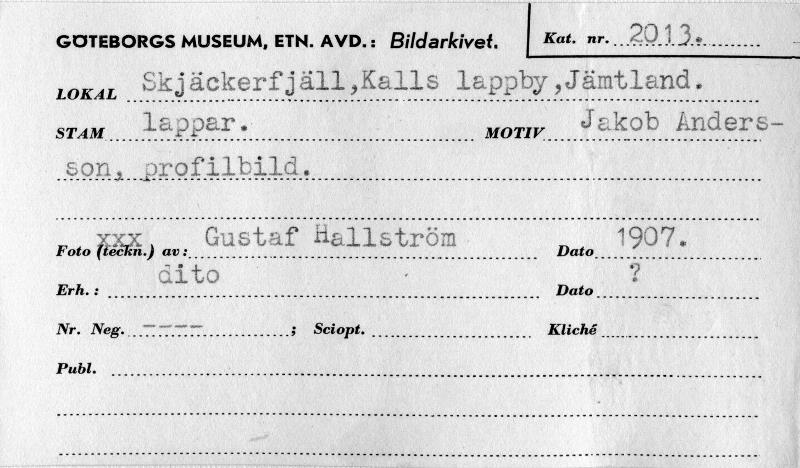 GÖTEBORGS MUSEUM, ETN. AVD.: Bildarkivet. Kat. nr. 2013.
LOKAL Skjäckerfjäll,Kalls lappby,Jämtland.
STAM lappar. MOTIV Jakob Anders-
son, profilbild.
Foto (teckn.) av: xxx Gustaf Hallström Dato 1907.
Erh.: dito Dato ?
Nr. Neg. ---- ; Sciopt. Kliché
Publ.